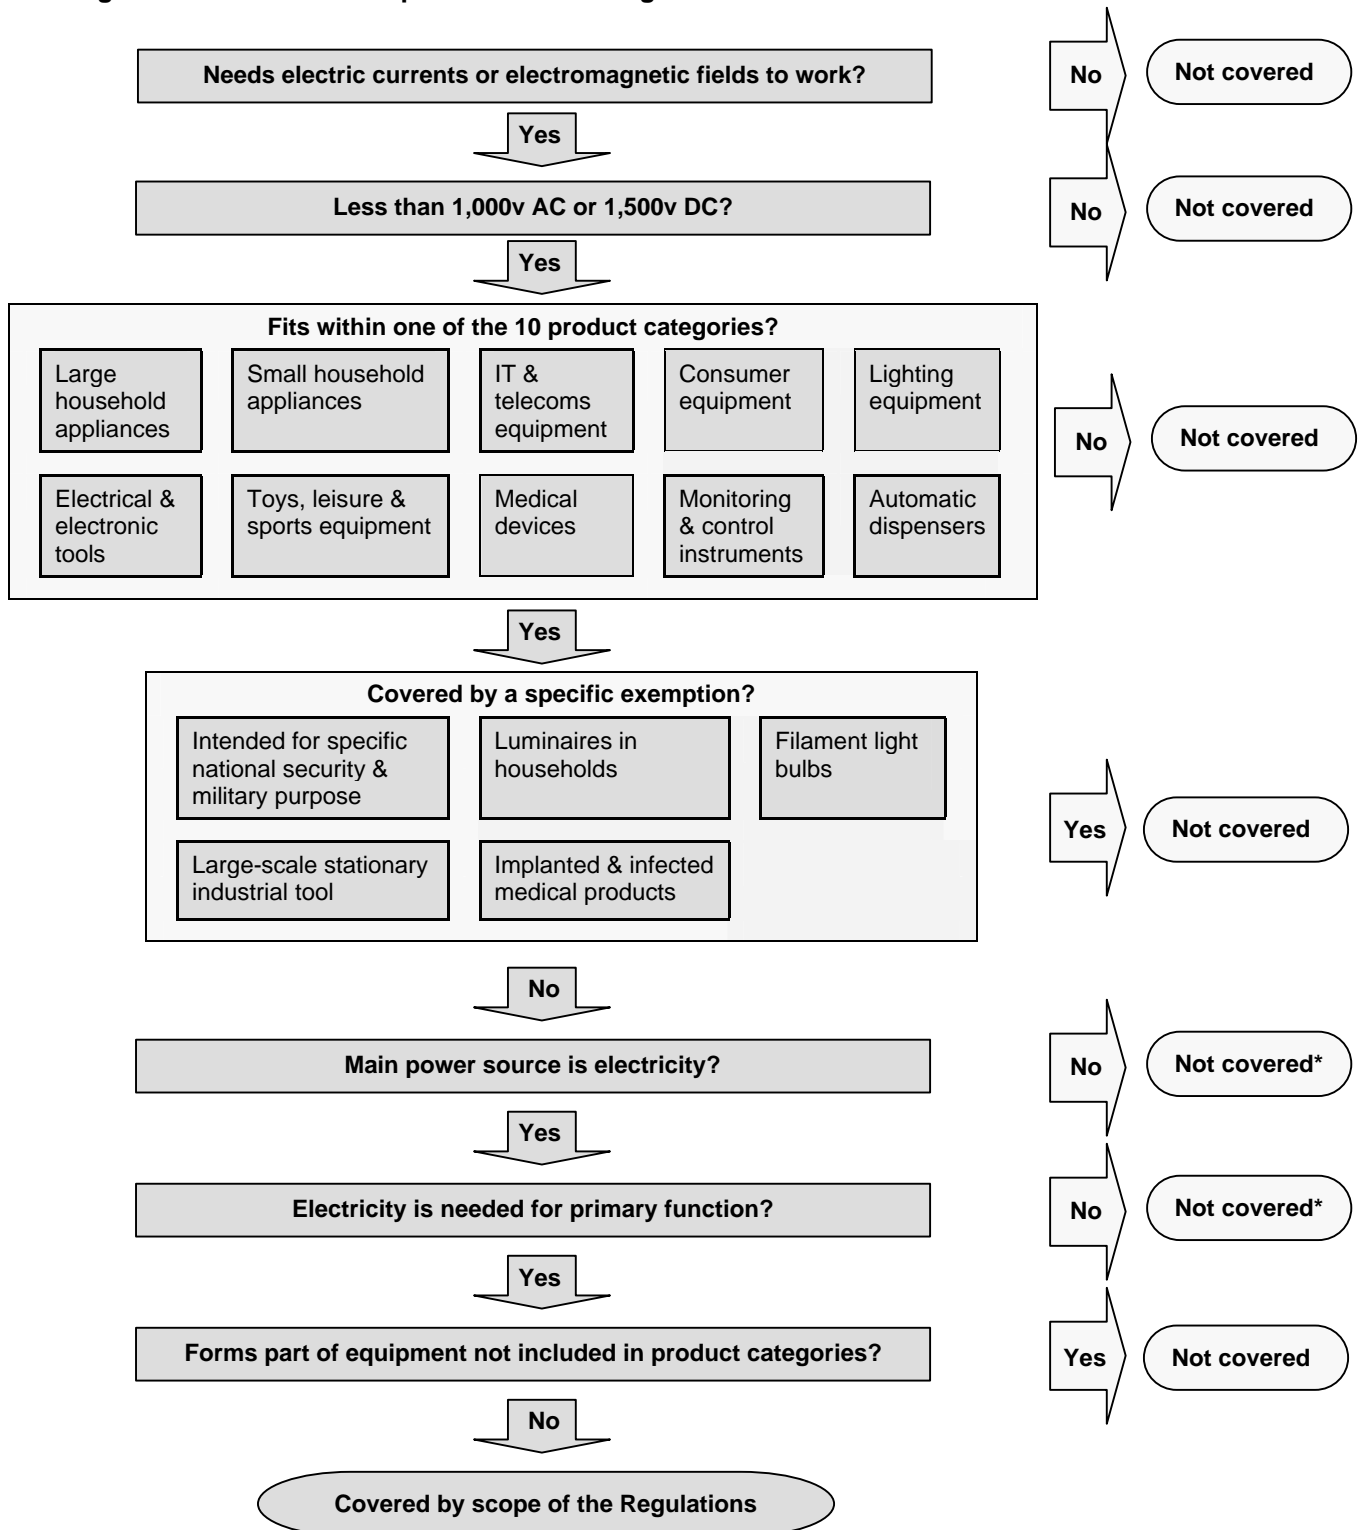 Needs electric currents or electromagnetic fields to work?
No
Not covered
Yes
Less than 1,000v AC or 1,500v DC?
No
Not covered
Yes
Fits within one of the 10 product categories?
Large
household
appliances
Small household
appliances
IT &
telecoms
equipment
Consumer
equipment
Lighting
equipment
Electrical &
electronic
tools
Toys, leisure &
sports equipment
Medical
devices
Monitoring
& control
instruments
Automatic
dispensers
No
Not covered
Yes
Covered by a specific exemption?
Intended for specific
national security &
military purpose
Luminaires in
households
Filament light
bulbs
Large-scale stationary
industrial tool
Implanted & infected
medical products
Yes
Not covered
No
Main power source is electricity?
No
Not covered*
Yes
Electricity is needed for primary function?
No
Not covered*
Yes
Forms part of equipment not included in product categories?
Yes
Not covered
No
Covered by scope of the Regulations